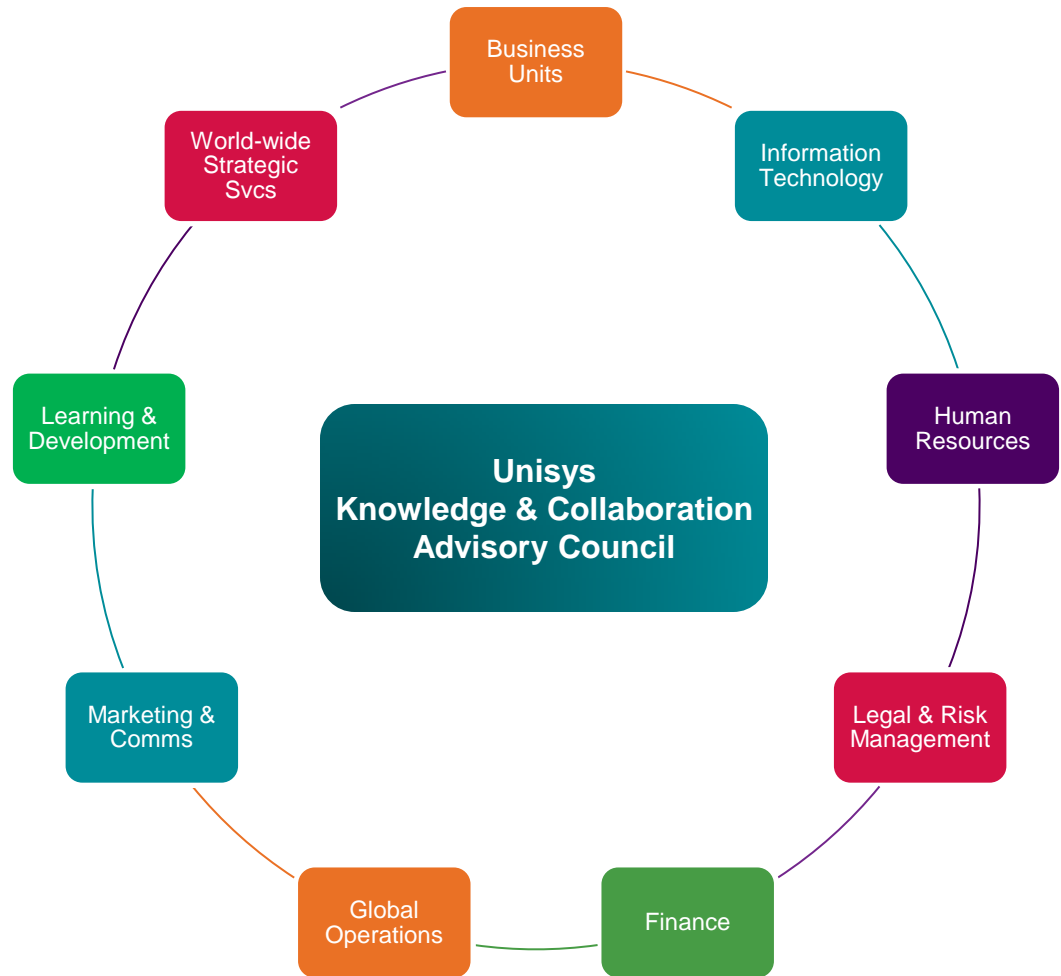 Business
Units
Information
Technology
Human
Resources
Legal & Risk
Management
Finance
Global
Operations
Marketing &
Comms
Learning &
Development
World-wide
Strategic
Svcs
Unisys
Knowledge & Collaboration
Advisory Council